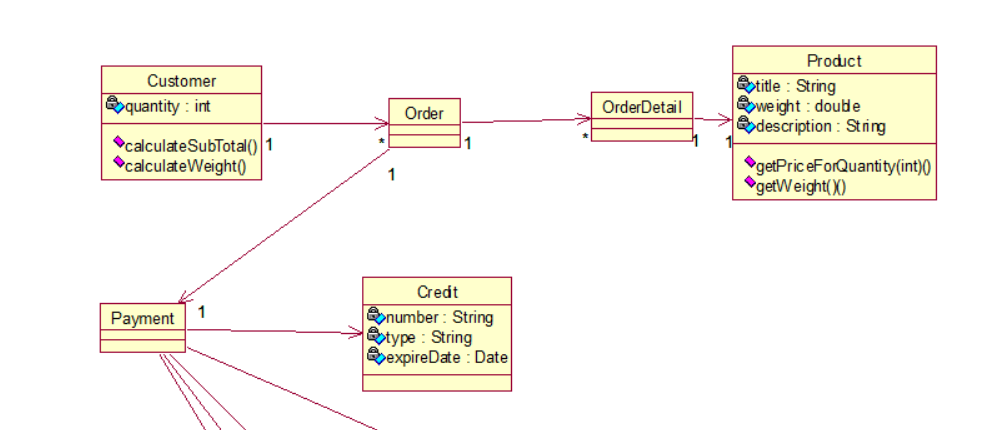 Customer
quantity : int
calculateSubTotal()
calculateWeight()
1
*
Order
1
1
OrderDetail
*
1
1
Product
title : String
weight : double
description : String
getPriceForQuantity(int)()
getWeight()()
Payment
1
Credit
number : String
type : String
expireDate : Date